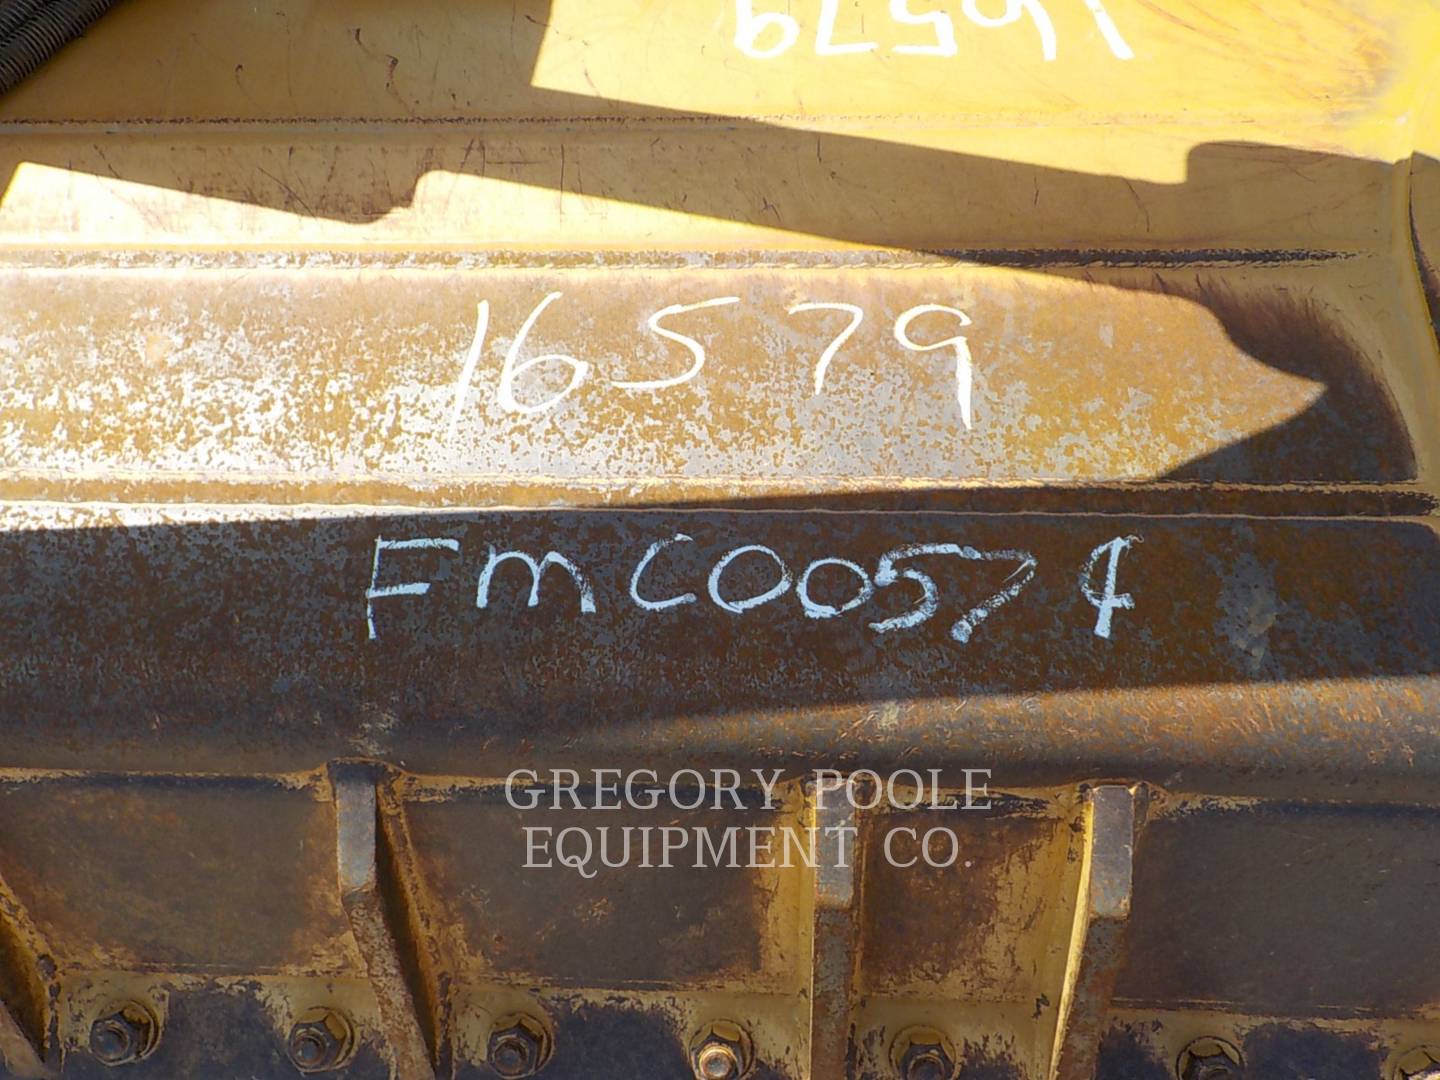 16579
16579
FMC00574
GREGORY POOLE
EQUIPMENT CO.